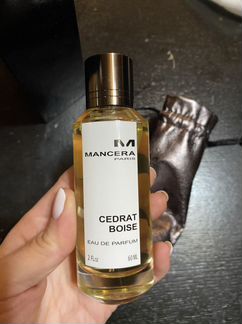 M
MANCERA
PARIS
CEDRAT
BOISE
EAU DE PARFUM
2 Fl.oz 60 ML